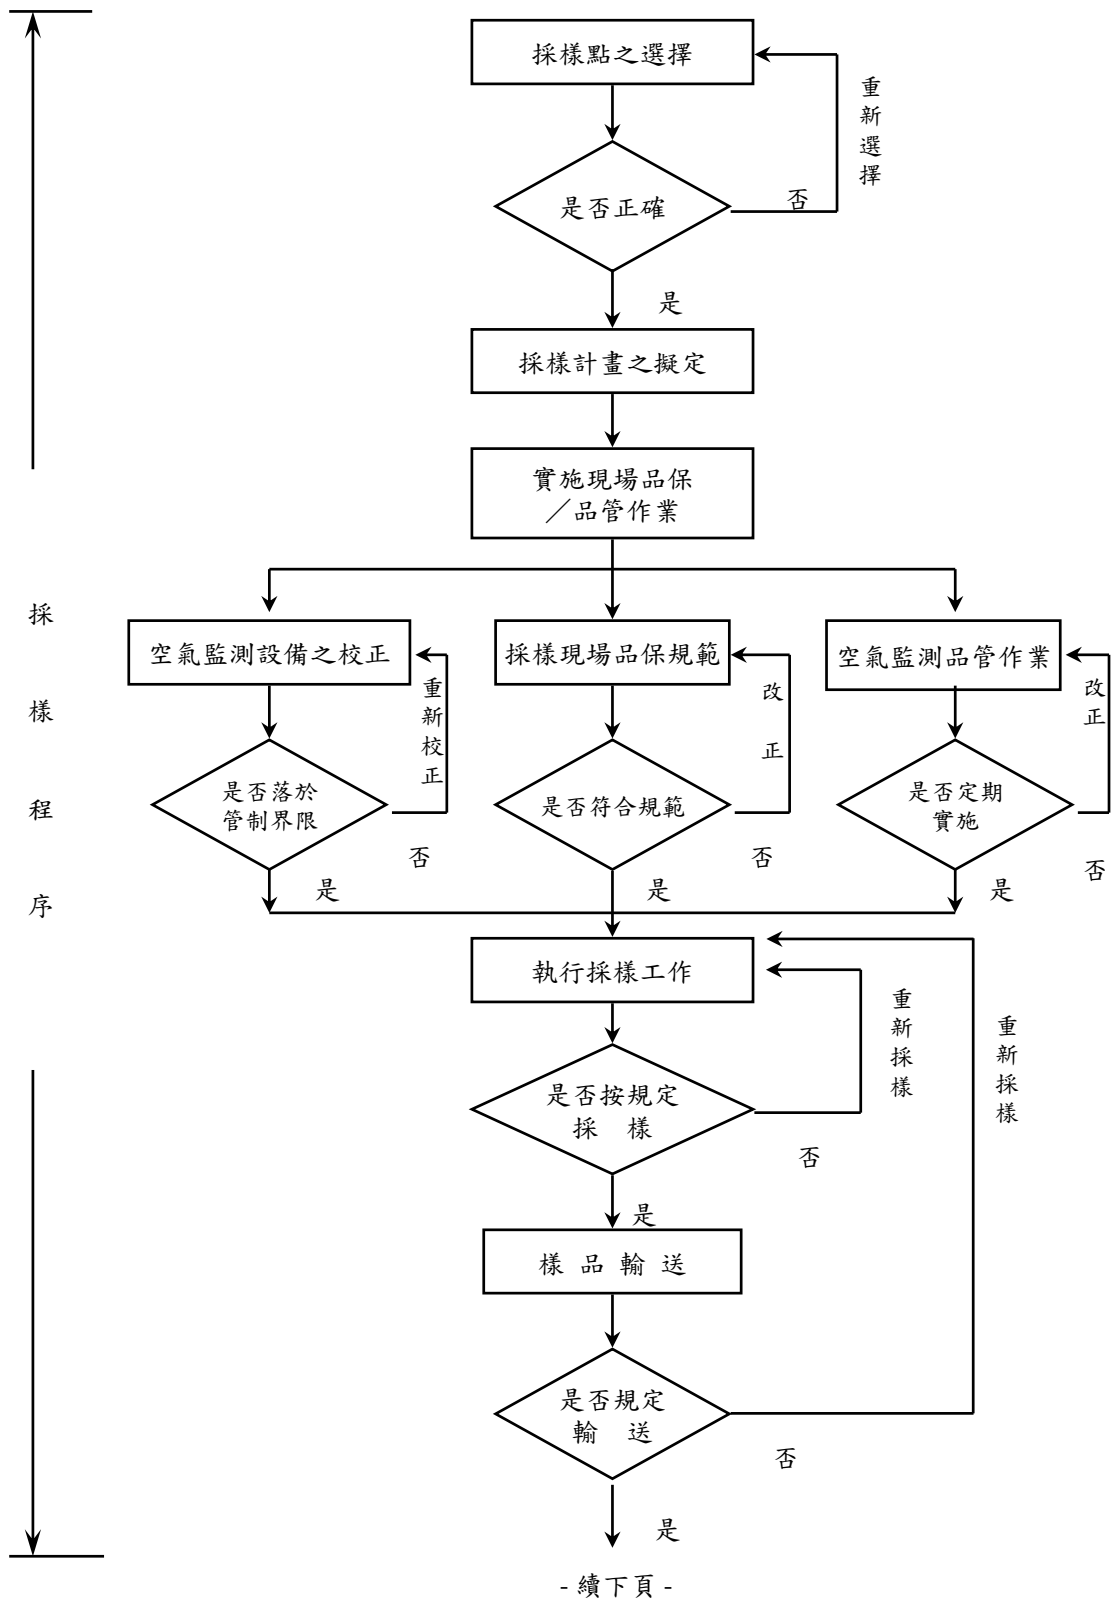 採樣點之選擇
重新選擇
是否正確
否
是
採樣計畫之擬定
實施現場品保
／品管作業
採樣程序
空氣監測設備之校正
重新校正
採樣現場品保規範
改正
空氣監測品管作業
改正
是否落於
管制界限
否
是
是否符合規範
否
是
是否定期
實施
否
是
執行採樣工作
重新採樣
重新採樣
是否按規定
採 樣
否
是
樣 品 輸 送
是否規定
輸 送
否
是
- 續下頁 -